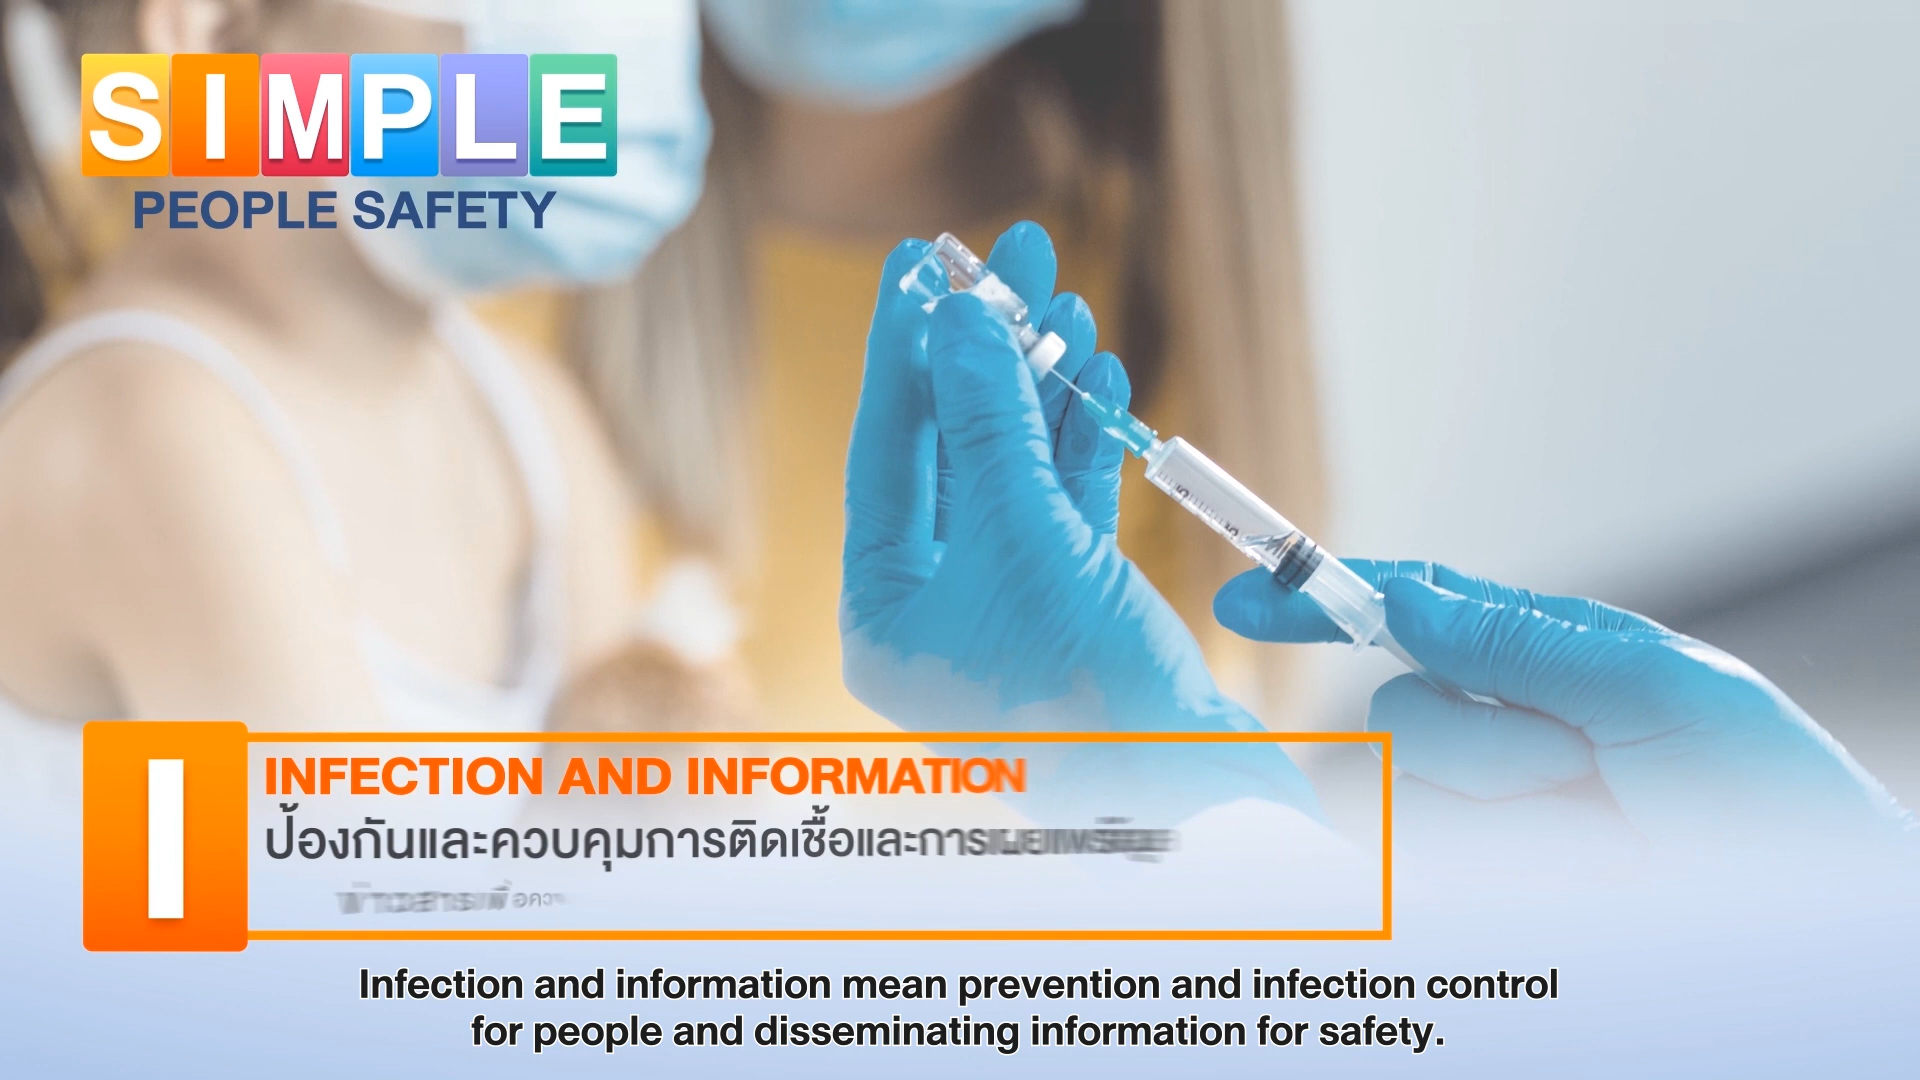 SIMPLE
PEOPLE SAFETY
I
INFECTION AND INFORMATION
ป้องกันและควบคุมการติดเชื้อและการ
Infection and information mean prevention and infection control
for people and disseminating information for safety.